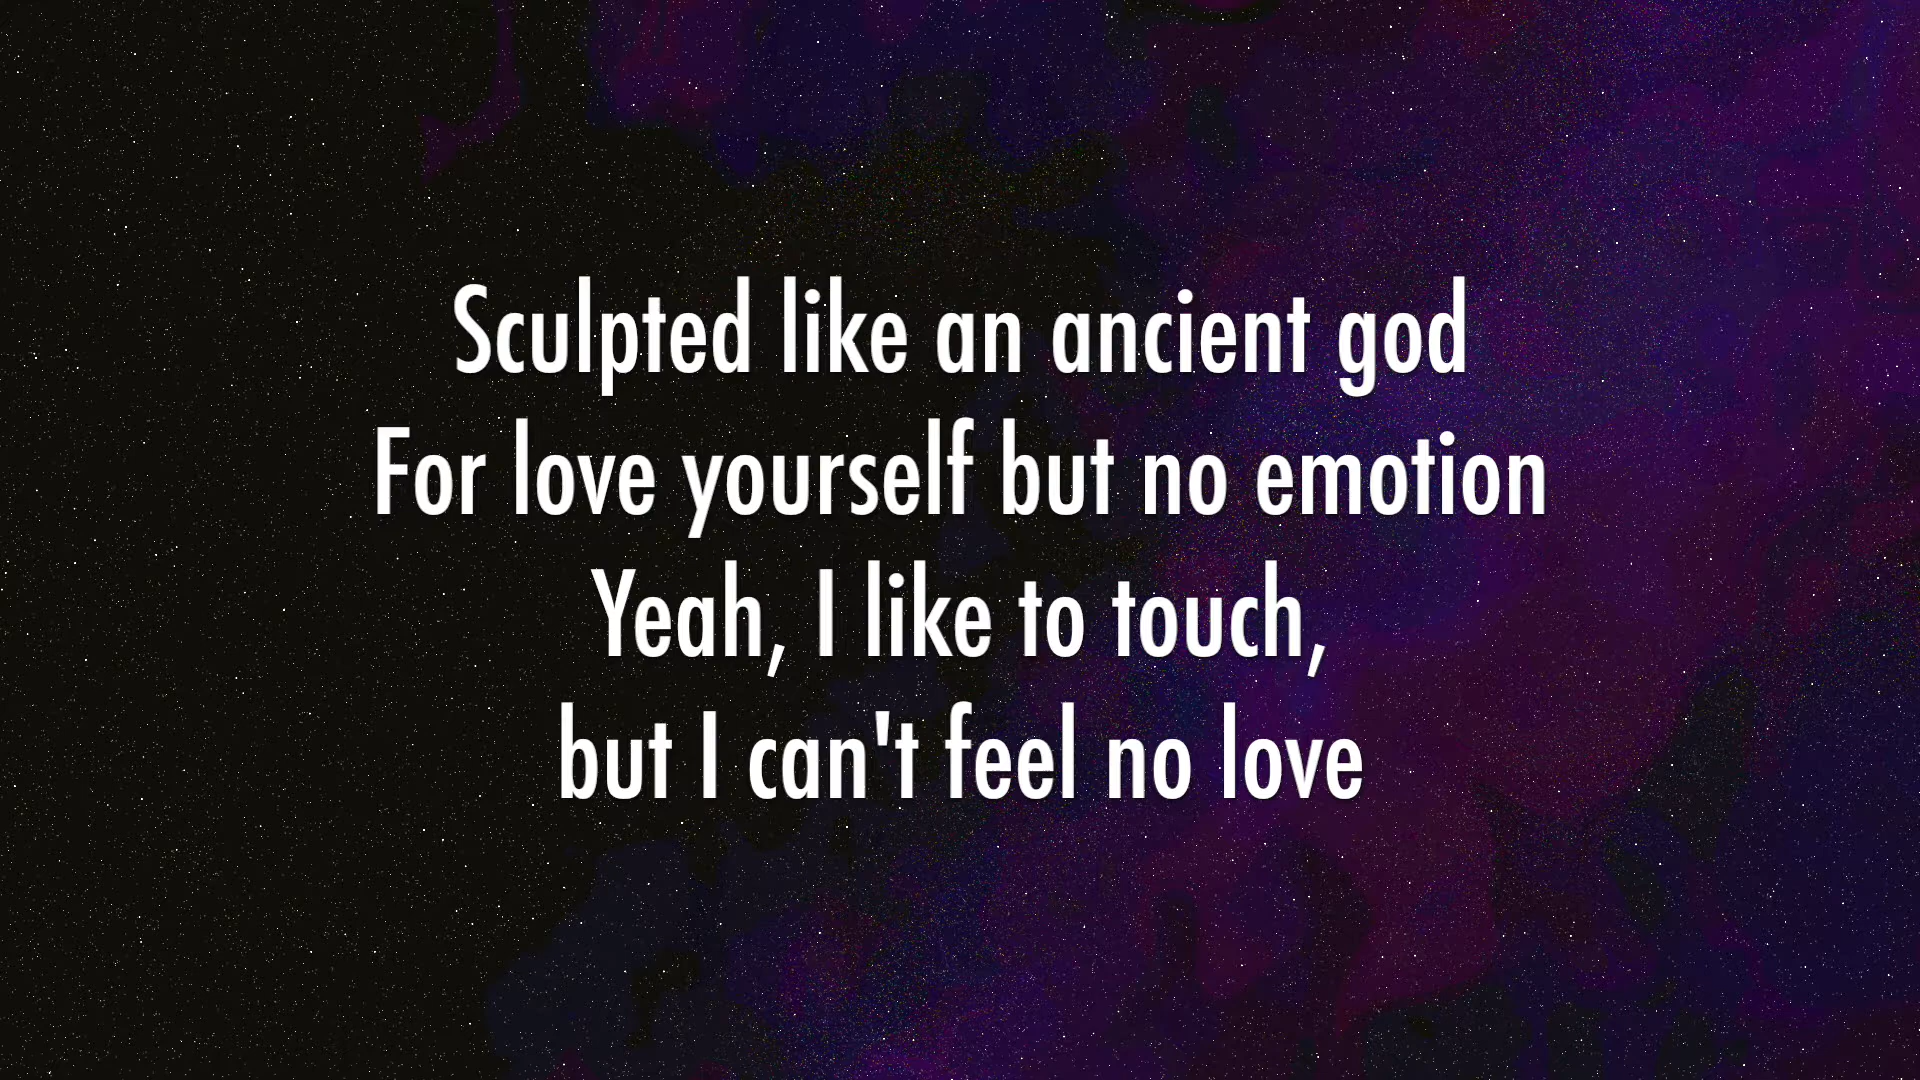 Sculpted like an ancient god
For love yourself but no emotion
Yeah, I like to touch,
but I can't feel no love